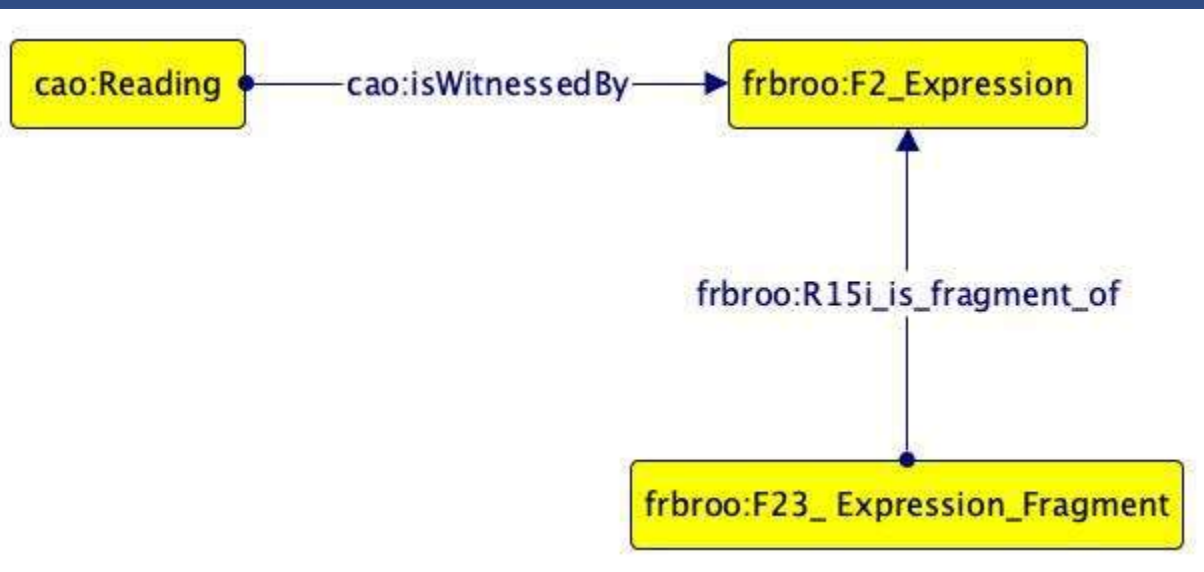 cao:Reading
cao:isWitnessedBy
frbroo:F2_Expression
frbroo:R15i_is_fragment_of
frbroo:F23_ Expression_Fragment